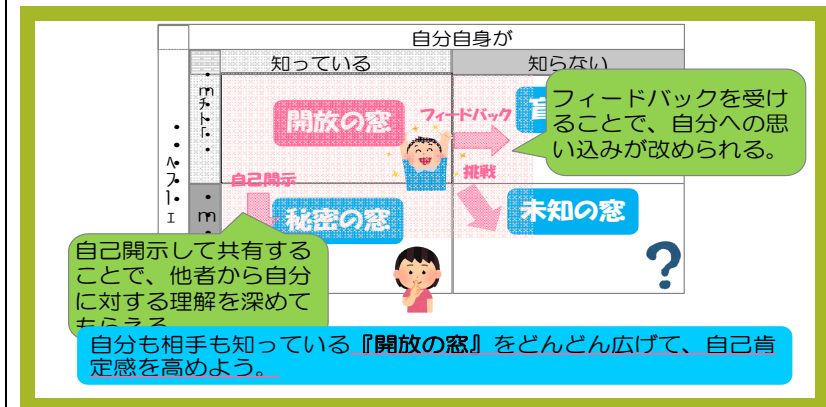 自分自身が
知っている
知らない
開放の窓
フィードバック
盲
フィードバックを受け
ることで、自分への思
い込みが改められる。
自己開示
挑戦
秘密の窓
未知の窓
自己開示して共有する
ことで、他者から自分
に対する理解を深めて
もらえる
?
自分も相手も知っている『開放の窓』をどんどん広げて、自己肯
定感を高めよう。